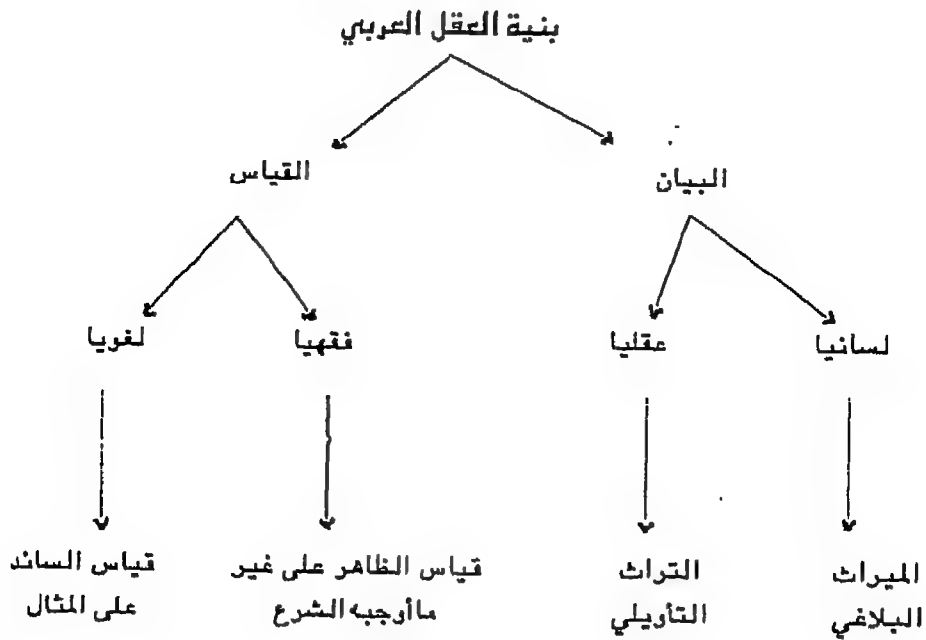 بنية العقل العربي
البيان
القياس
لسانيا
عقليا
فقهيا
لغويا
الميراث
البلاغي
التراث
التأويلي
قياس الظاهر على غير
ماأوجبه الشرع
قياس الساند
على المثال